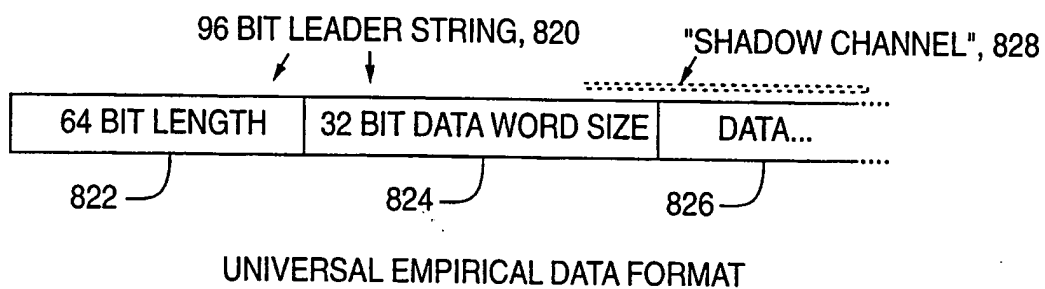 96 BIT LEADER STRING, 820
"SHADOW CHANNEL", 828
64 BIT LENGTH
32 BIT DATA WORD SIZE
DATA...
822
824
826
UNIVERSAL EMPIRICAL DATA FORMAT